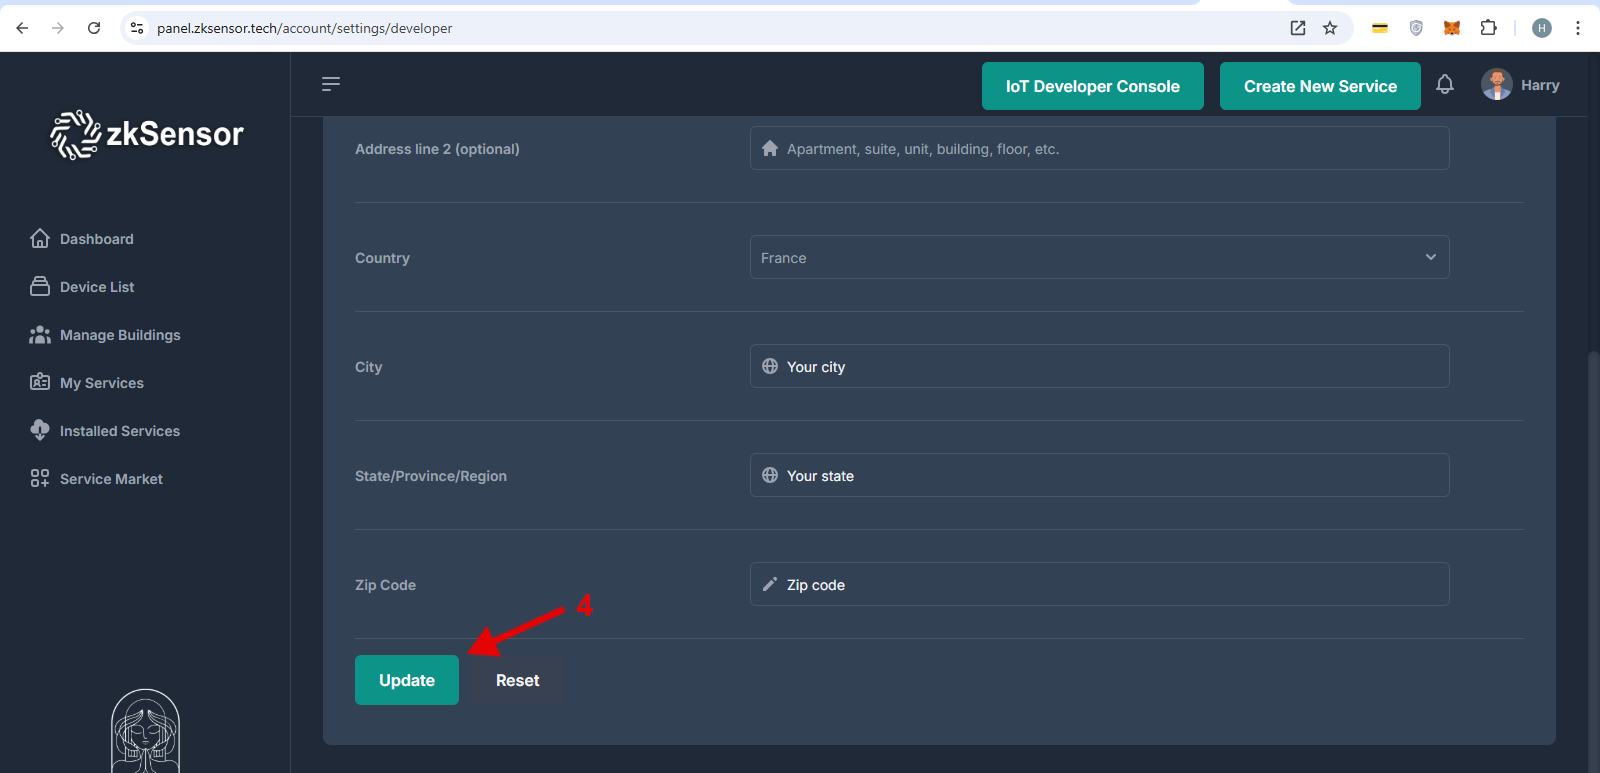 panel.zksensor.tech/account/settings/developer
H
zkSensor
IoT Developer Console
Create New Service
Harry
Dashboard
Device List
Manage Buildings
My Services
Installed Services
Service Market
Address line 2 (optional)
Apartment, suite, unit, building, floor, etc.
Country
France
City
Your city
State/Province/Region
Your state
Zip Code
Zip code
4
Update
Reset